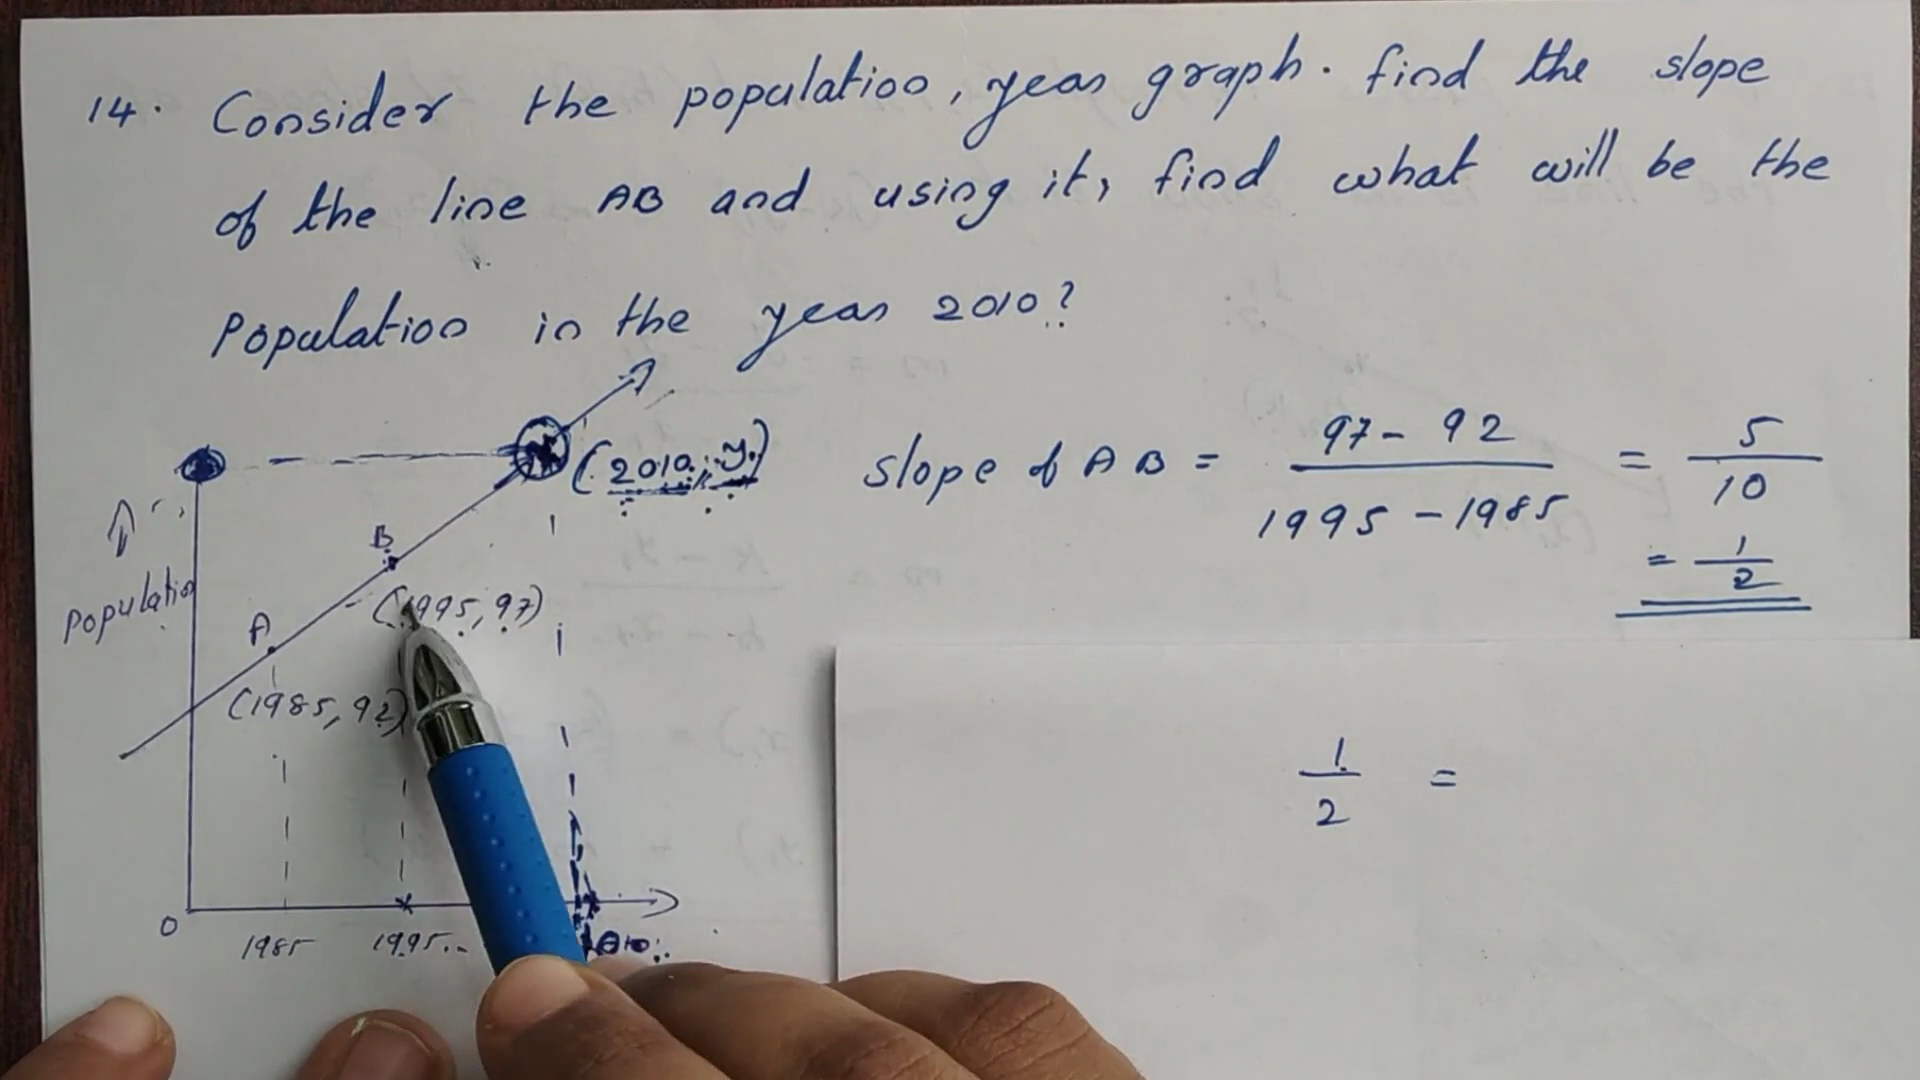 14. Consider the population, year graph. find the slope
of the line AB and using it, find what will be the
Population in the year 2010?
(2010, y)
B
(1995, 97)
Population
A
(1985, 92)
0
1985 1995
slope of AB = 97 - 92 / 1995 - 1985 = 5 / 10
= 1 / 2
1 / 2 =